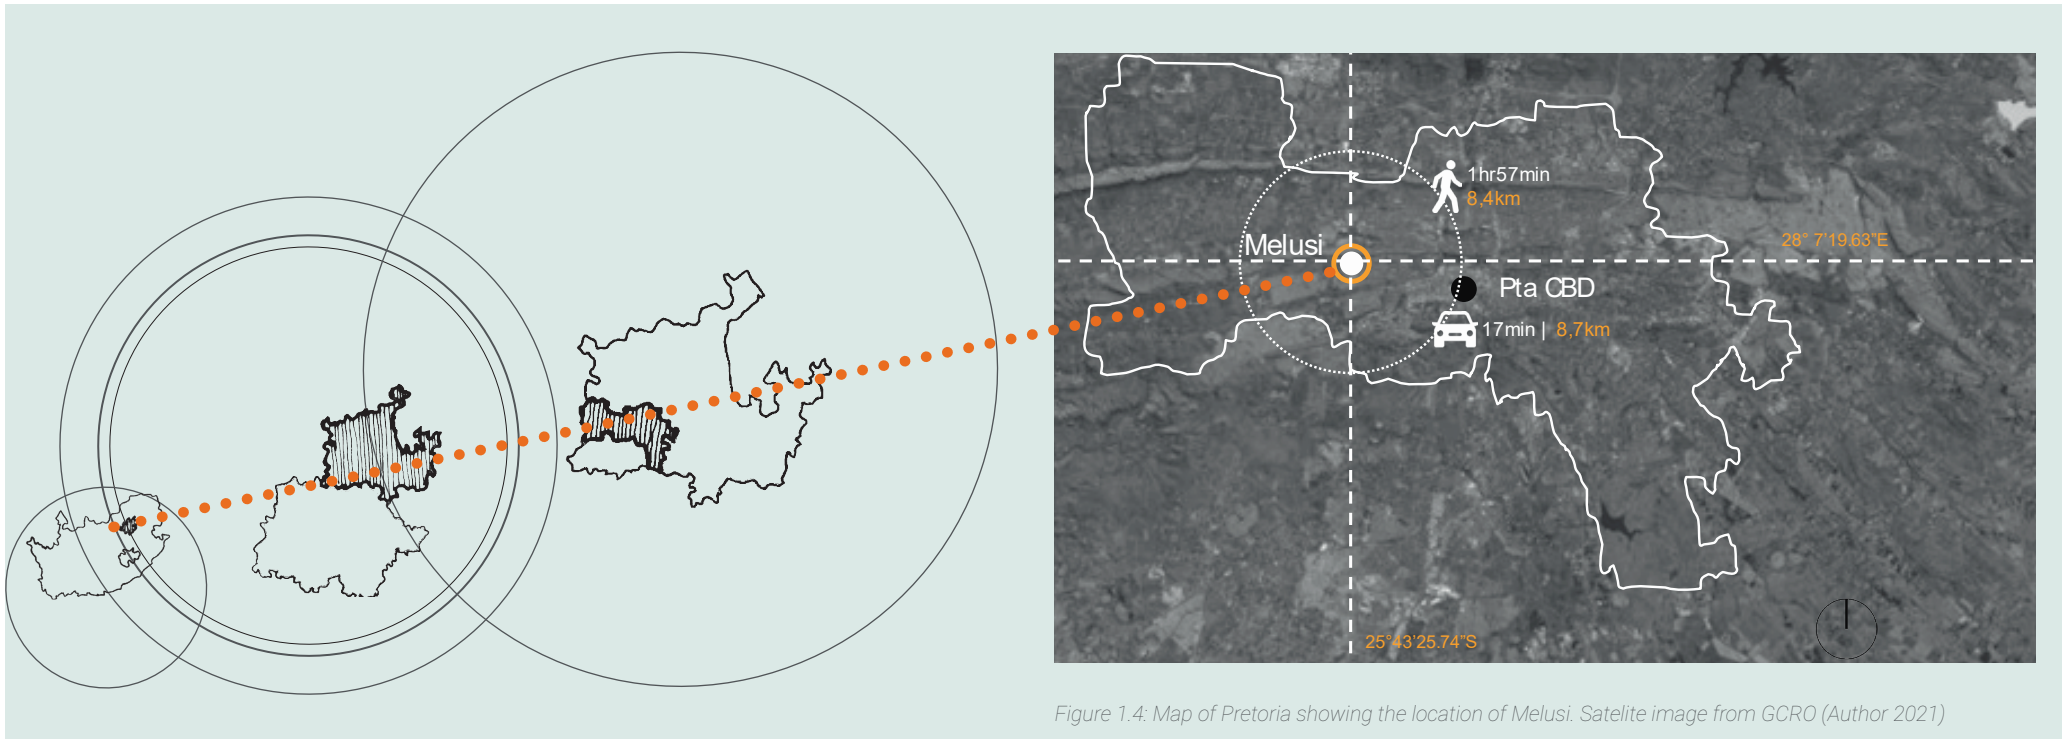 1hr57min
8,4km
Melusi
28° 7'19.63"E
Pta CBD
17min | 8,7km
25°43'25.74"S
Figure 1.4: Map of Pretoria showing the location of Melusi. Satelite image from GCRO (Author 2021)